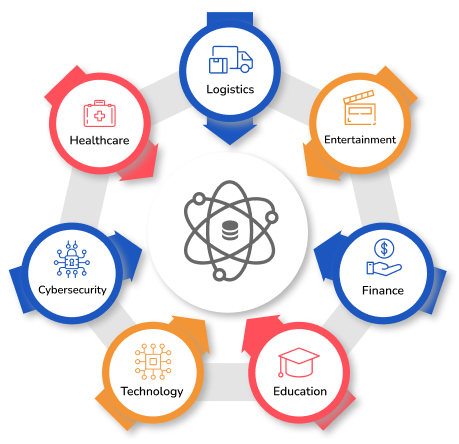 Logistics
Healthcare
Entertainment
Cybersecurity
Finance
Technology
Education